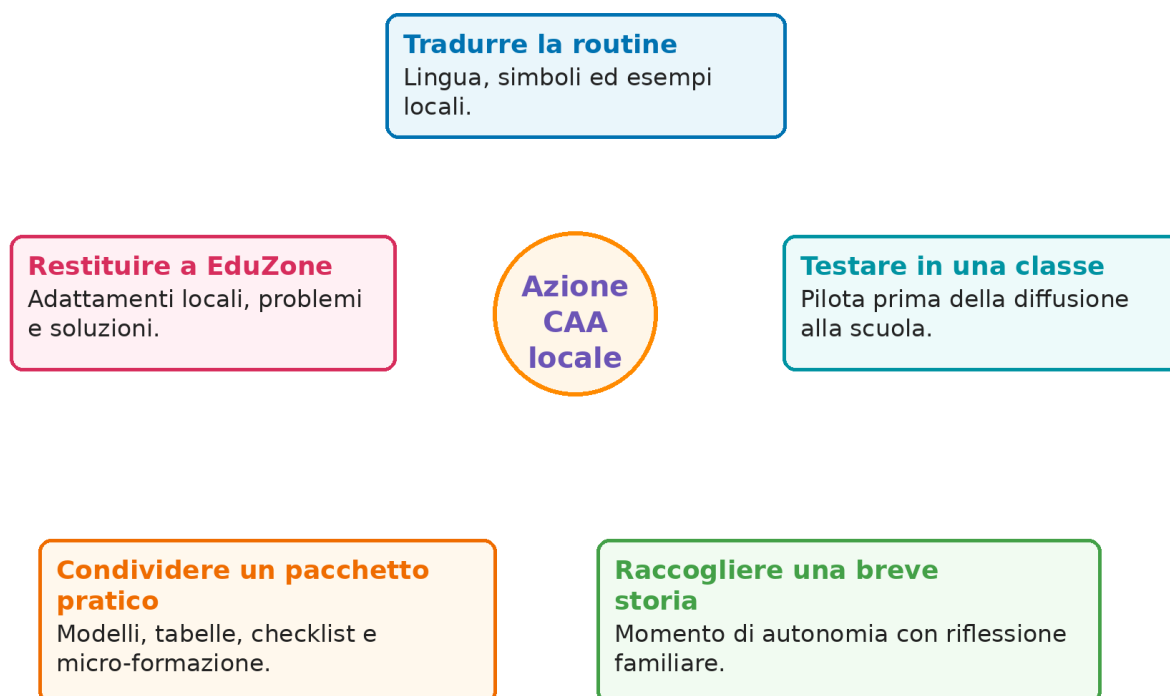 Tradurre la routine
Lingua, simboli ed esempi
locali.
Restituire a EduZone
Adattamenti locali, problemi
e soluzioni.
Azione
CAA
locale
Testare in una classe
Pilota prima della diffusione
alla scuola.
Condividere un pacchetto
pratico
Modelli, tabelle, checklist e
micro-formazione.
Raccogliere una breve
storia
Momento di autonomia con riflessione
familiare.